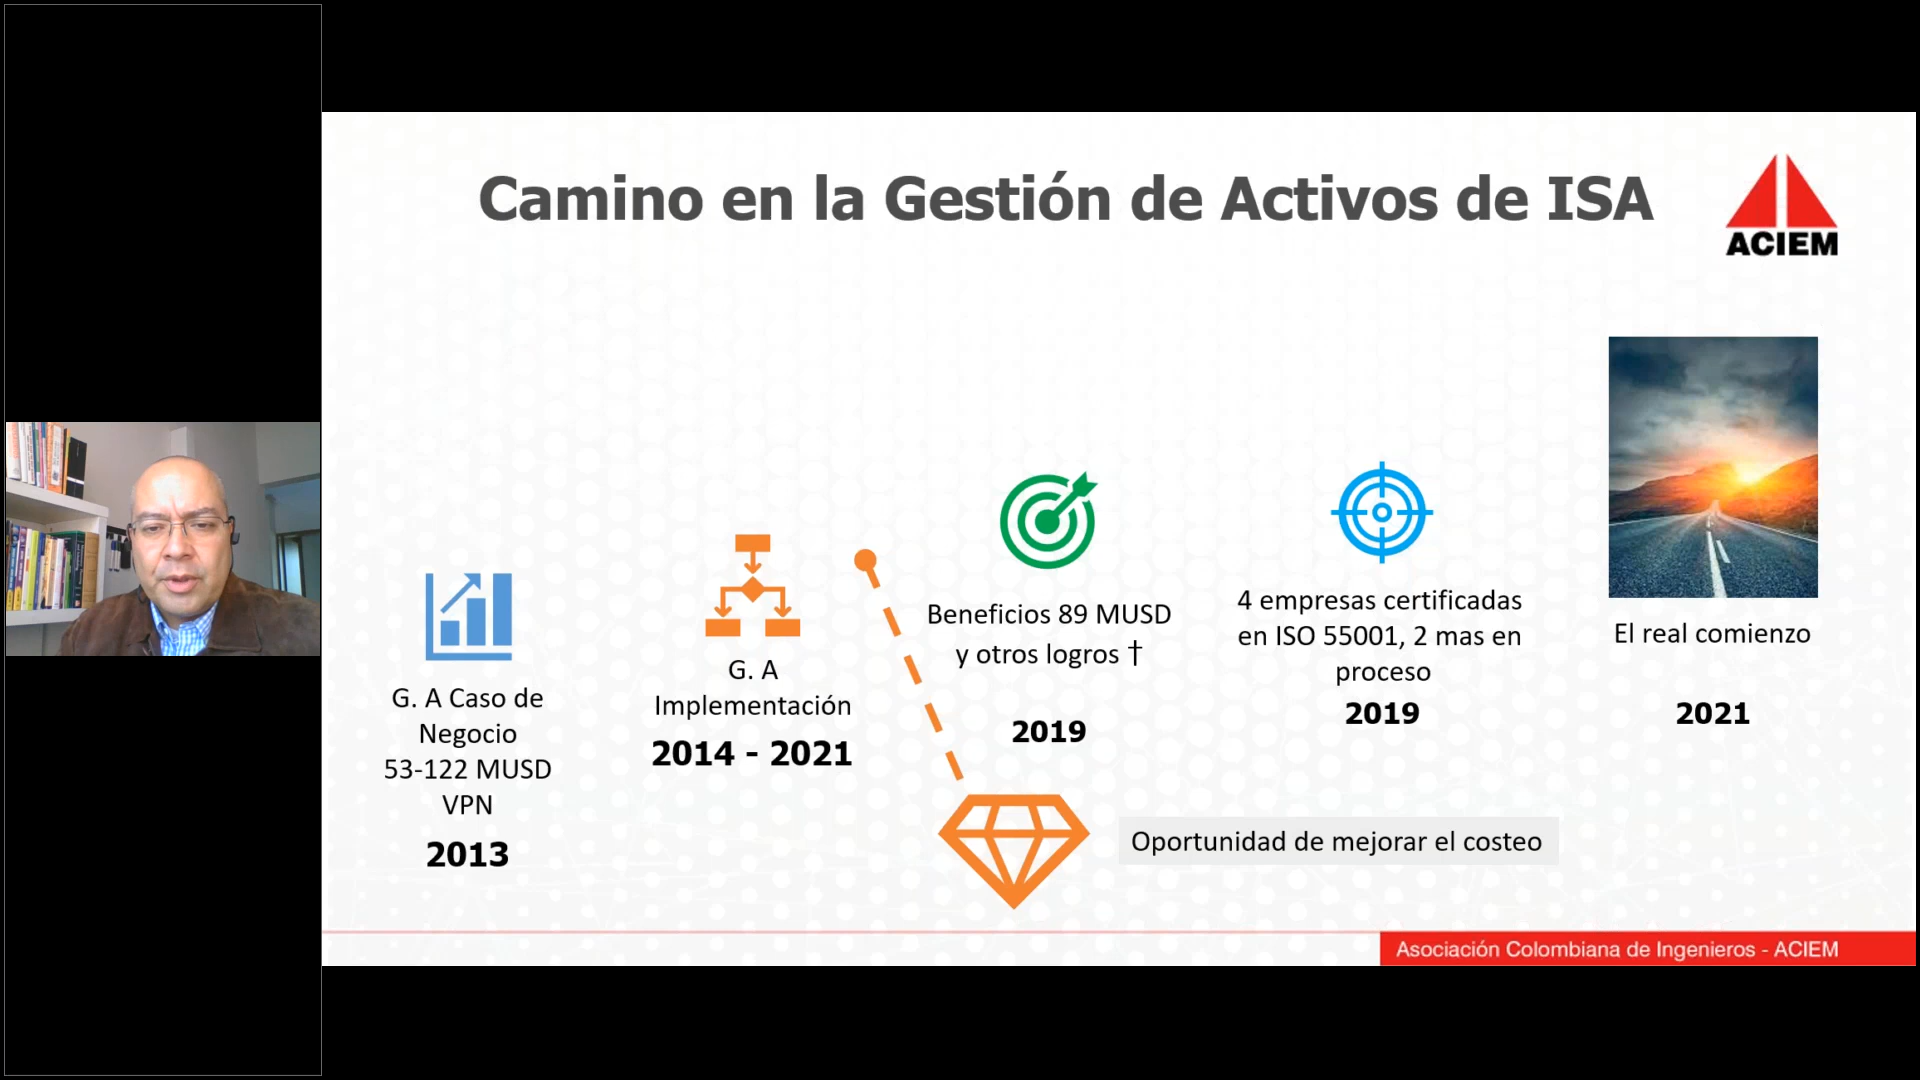 Camino en la Gestión de Activos de ISA
ACIEM
G. A Caso de
Negocio
53-122 MUSD
VPN
2013
G. A
Implementación
2014 - 2021
Beneficios 89 MUSD
y otros logros †
2019
4 empresas certificadas
en ISO 55001, 2 mas en
proceso
2019
El real comienzo
2021
Oportunidad de mejorar el costeo
Asociación Colombiana de Ingenieros - ACIEM